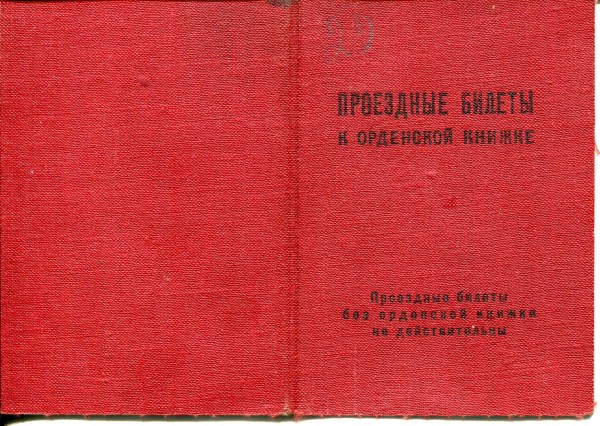 ПРОЕЗДНЫЕ БИЛЕТЫ
К ОРДЕНСКОЙ КНИЖКЕ
Проездные билеты
без орденской книжки
не действительны